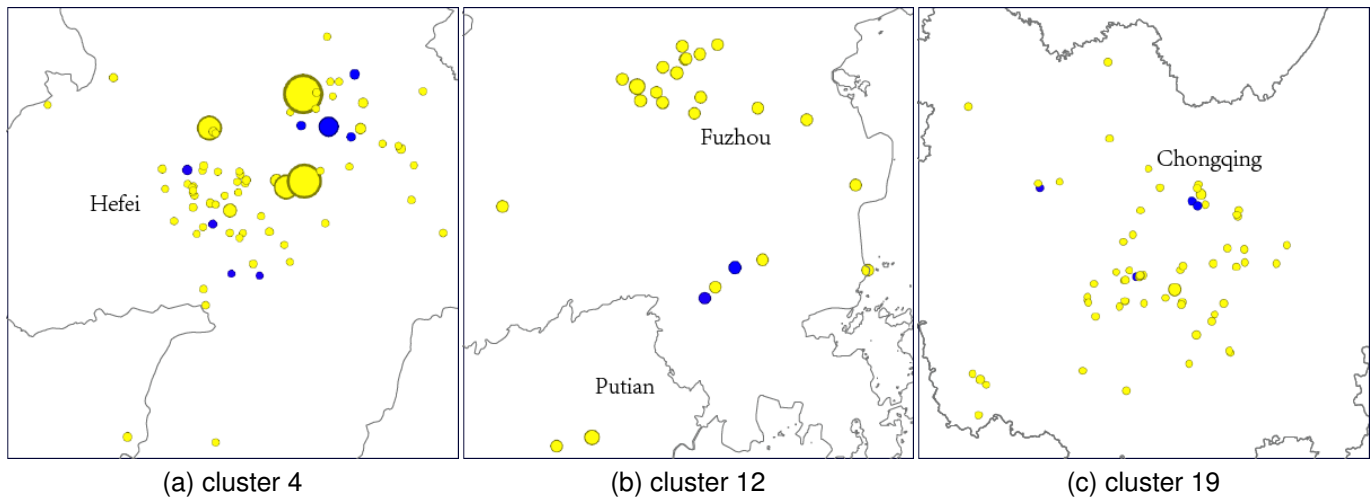 Hefei
Fuzhou
Putian
Chongqing
(a) cluster 4
(b) cluster 12
(c) cluster 19